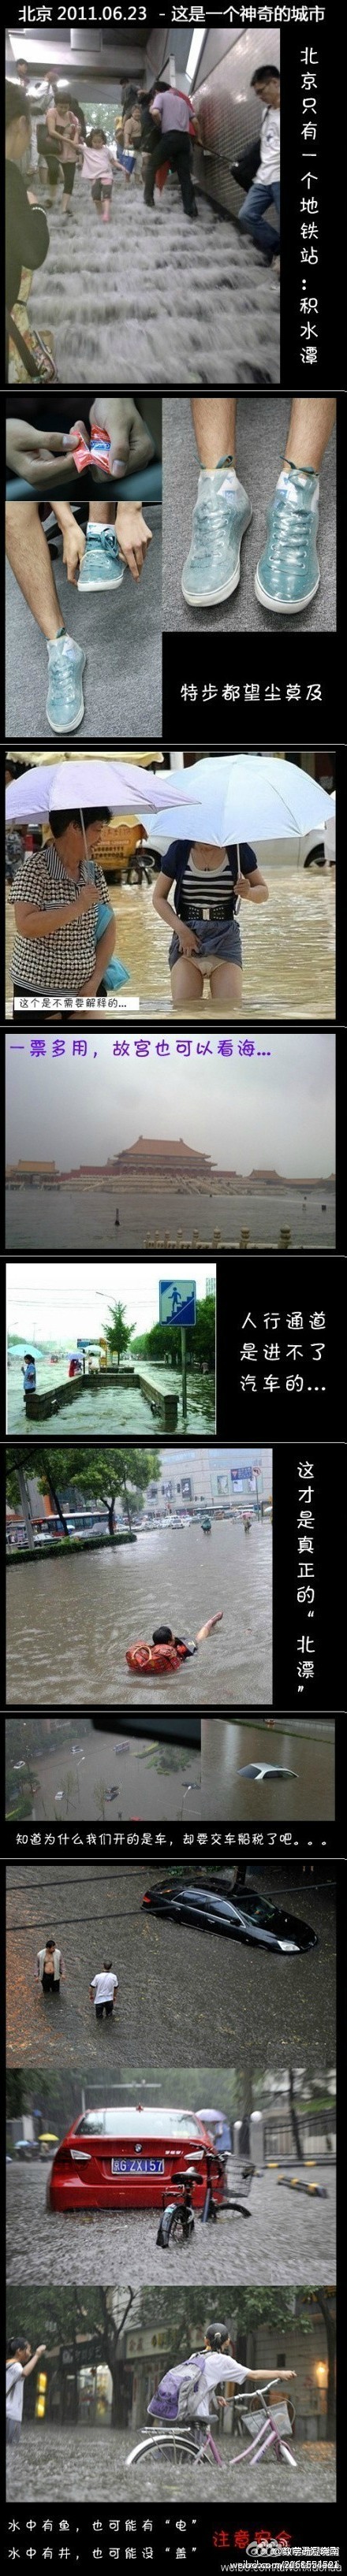 北京 2011.06.23 - 这是一个神奇的城市
北京只有一个地铁站：积水潭
特步都望尘莫及
这个是不需要解释的...
一票多用，故宫也可以看海...
人行通道
是进不了
汽车的...
这才是真正的“北漂”
知道为什么我们开的是车，却要交车船税了吧。。。
京G ZX157
水中有鱼，也可能有“电”
水中有井，也可能没“盖”
注意安全